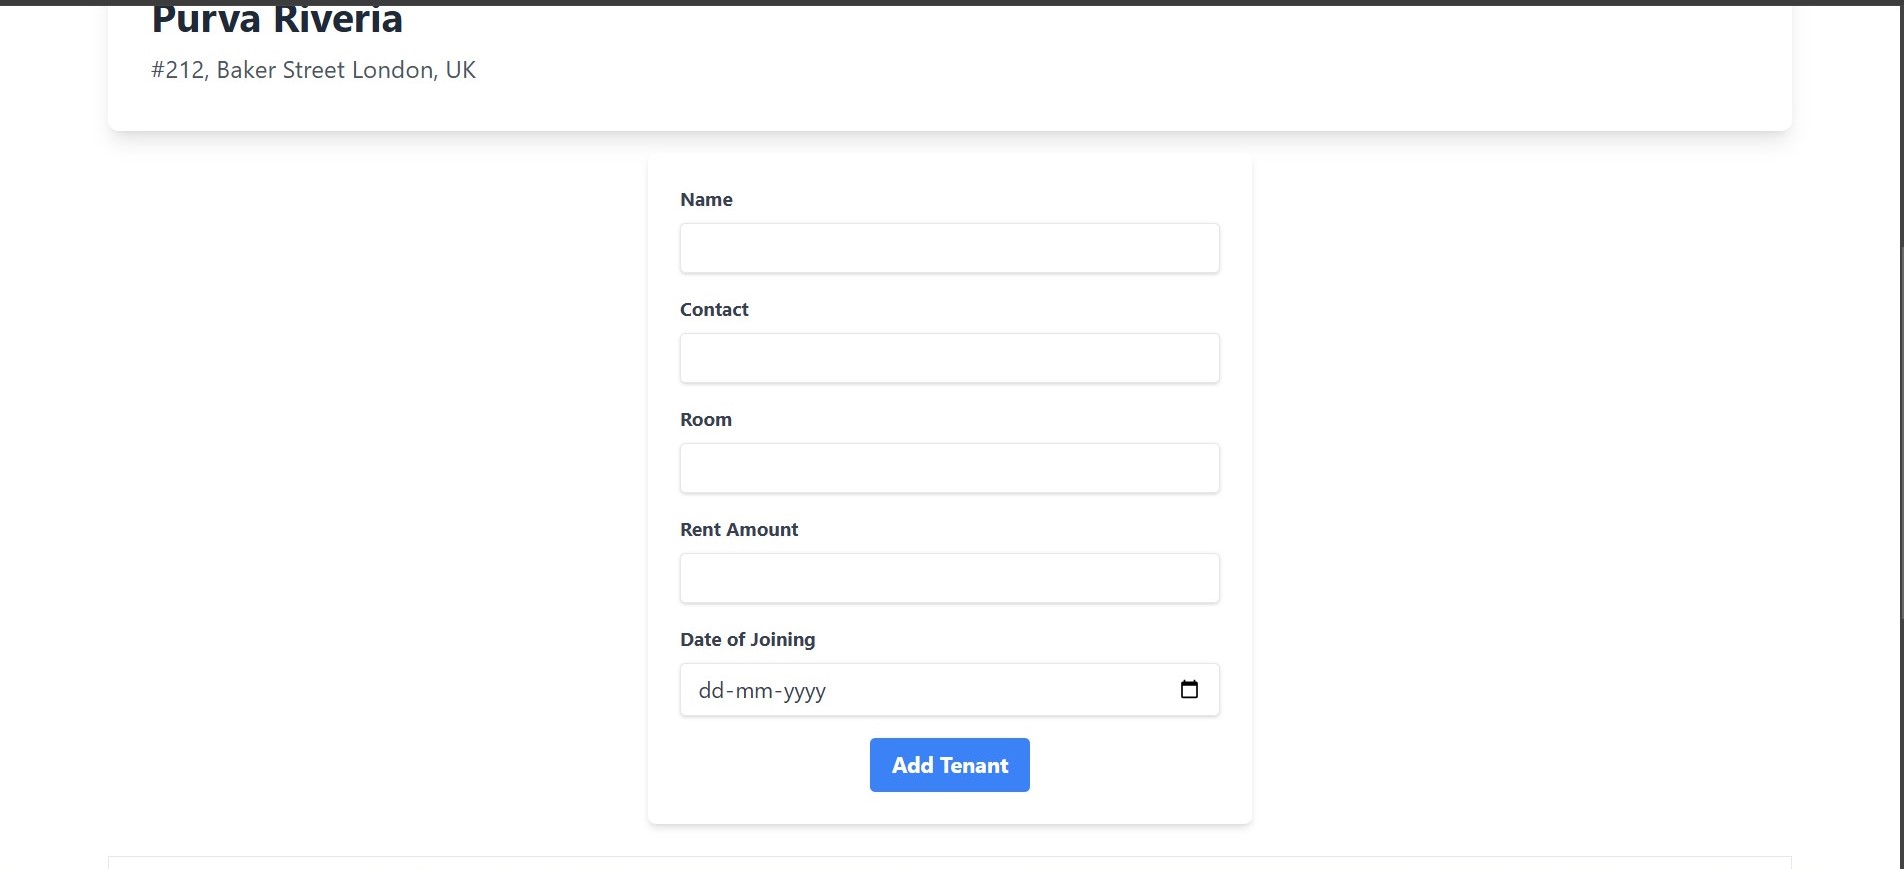 Purva Riveria
#212, Baker Street London, UK
Name
Contact
Room
Rent Amount
Date of Joining
dd-mm-yyyy
Add Tenant